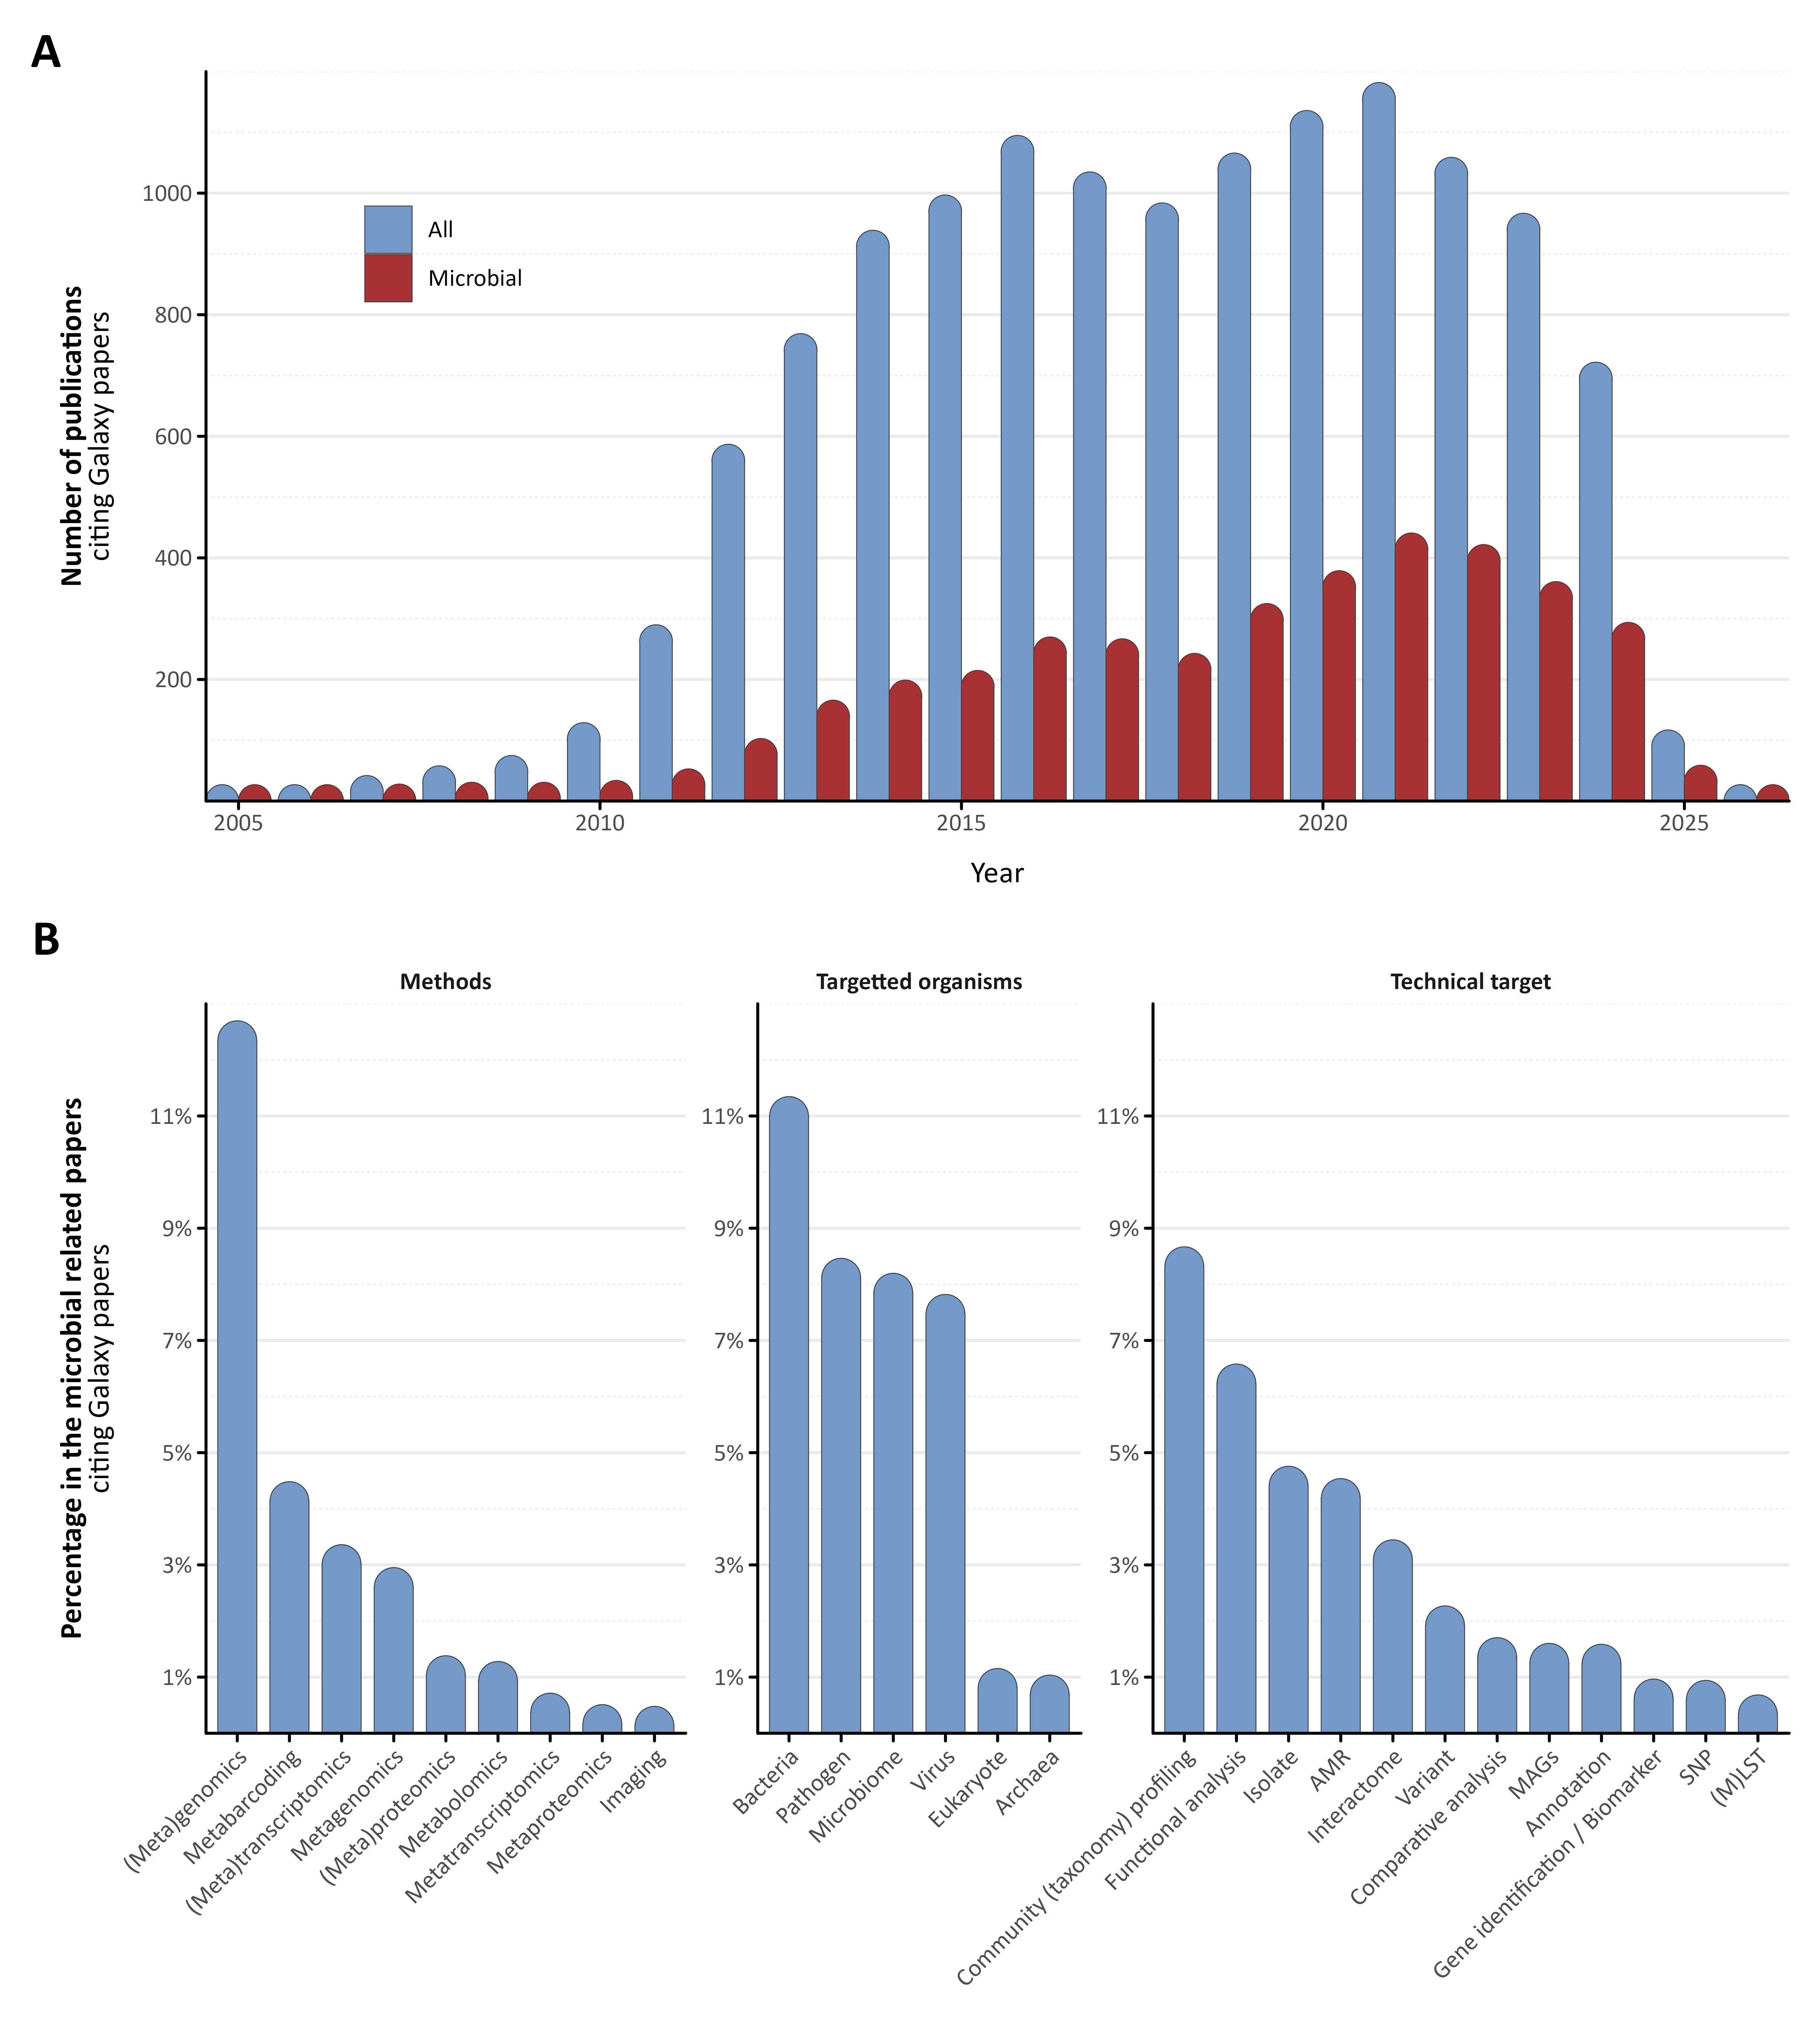 A
Number of publications
citing Galaxy papers
1000
800
600
400
200
All
Microbial
2005
2010
2015
2020
2025
Year
B
Percentage in the microbial related papers
citing Galaxy papers
Methods
11%
9%
7%
5%
3%
1%
(Meta)genomics
Metabarcoding
(Meta)transcriptomics
Metagenomics
(Meta)proteomics
Metabolomics
Metatranscriptomics
Metaproteomics
Imaging
Targetted organisms
11%
9%
7%
5%
3%
1%
Bacteria
Pathogen
Microbiome
Virus
Eukaryote
Archaea
Technical target
11%
9%
7%
5%
3%
1%
Community (taxonomy) profiling
Functional analysis
Isolate
AMR
Interactome
Variant
Comparative analysis
MAGs
Annotation
Gene identification / Biomarker
SNP
(M)LST